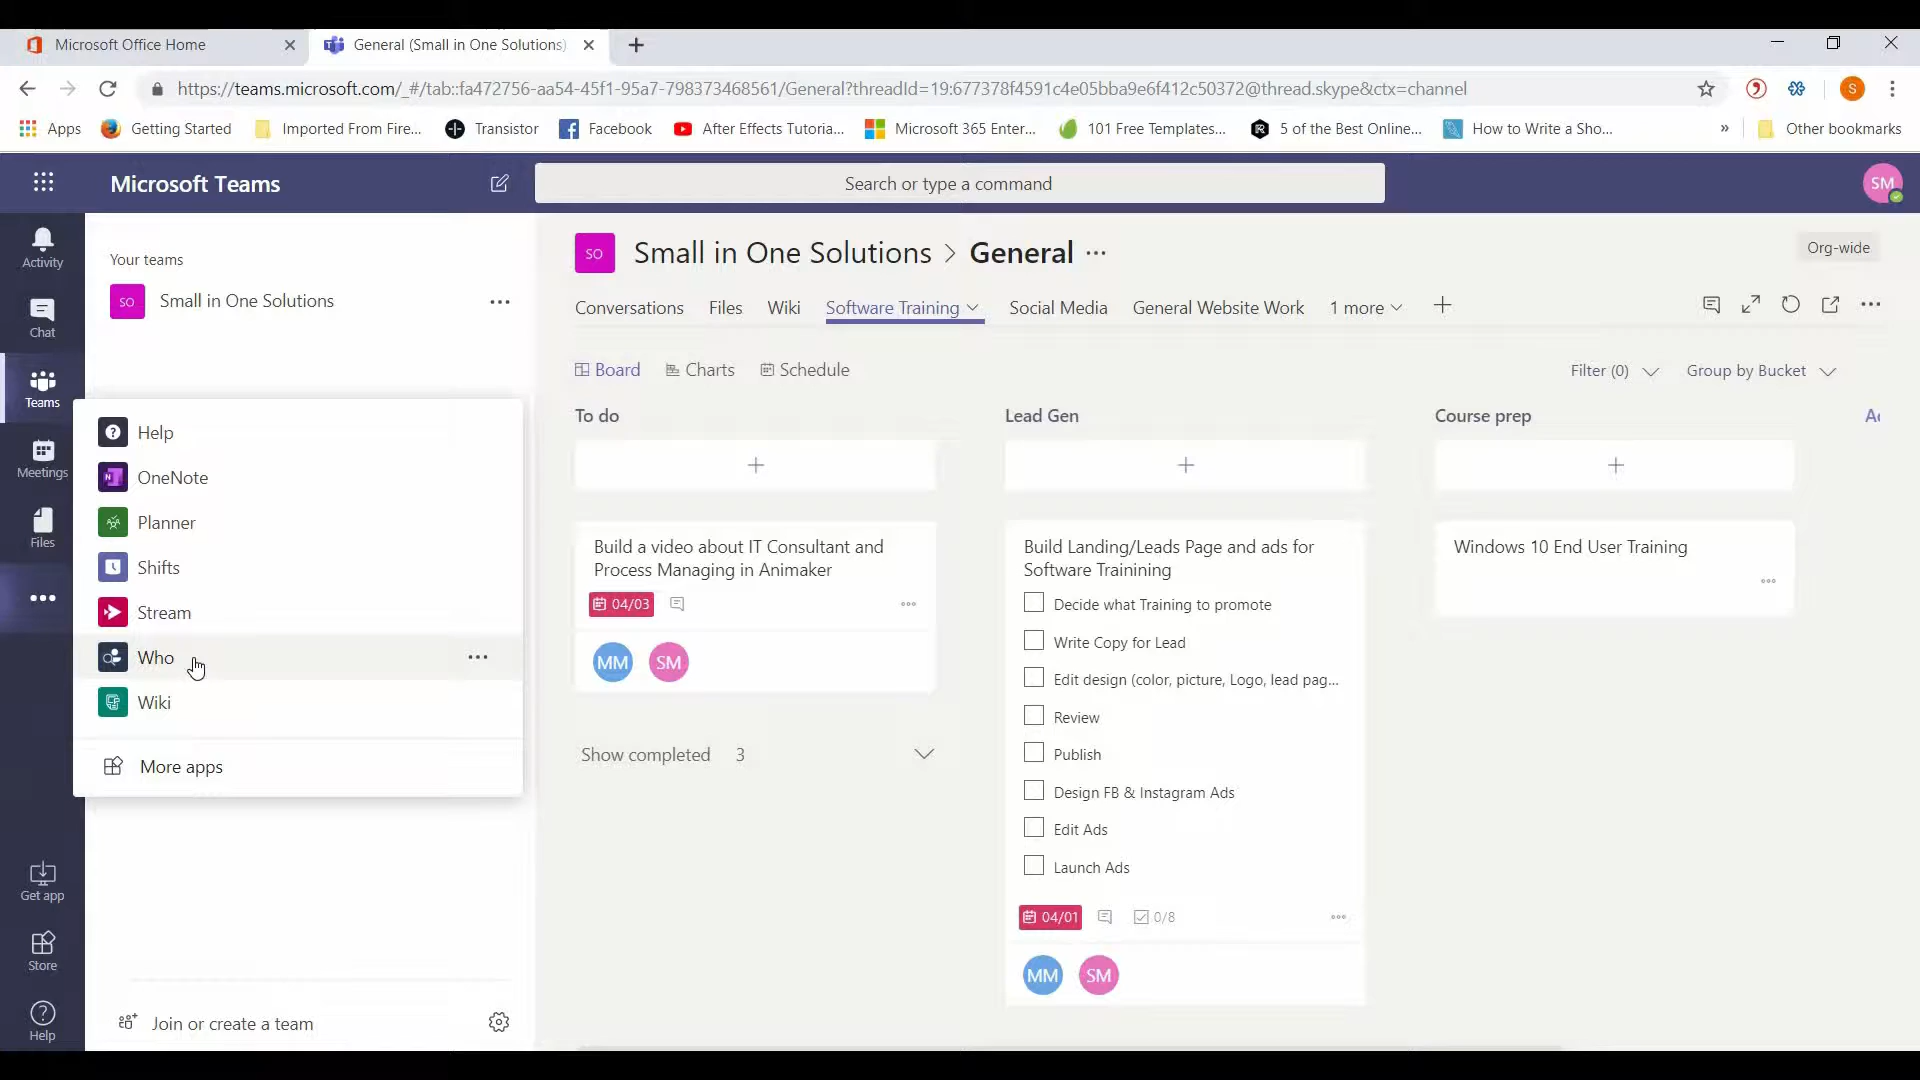 Microsoft Office Home
General (Small in One Solutions)
https://teams.microsoft.com/_#/tab::fa472756-aa54-45f1-95a7-798373468561/General?threadId=19:677378f4591c4e05bba9e6f412c50372@thread.skype&ctx=channel
S
Apps
Getting Started
Imported From Fire...
Transistor
Facebook
After Effects Tutoria...
Microsoft 365 Enter...
101 Free Templates...
5 of the Best Online...
How to Write a Sho...
»
Other bookmarks
Microsoft Teams
Search or type a command
SM
Activity
Chat
Teams
Meetings
Files
Get app
Store
Help
Your teams
SO
Small in One Solutions
Help
OneNote
Planner
Shifts
Stream
Who
Wiki
More apps
Join or create a team
SO
Small in One Solutions > General
Org-wide
Conversations
Files
Wiki
Software Training
Social Media
General Website Work
1 more
Board
Charts
Schedule
Filter (0)
Group by Bucket
To do
Build a video about IT Consultant and
Process Managing in Animaker
04/03
MM
SM
Show completed 3
Lead Gen
Build Landing/Leads Page and ads for
Software Trainining
Decide what Training to promote
Write Copy for Lead
Edit design (color, picture, Logo, lead pag...
Review
Publish
Design FB & Instagram Ads
Edit Ads
Launch Ads
04/01
0/8
MM
SM
Course prep
Windows 10 End User Training